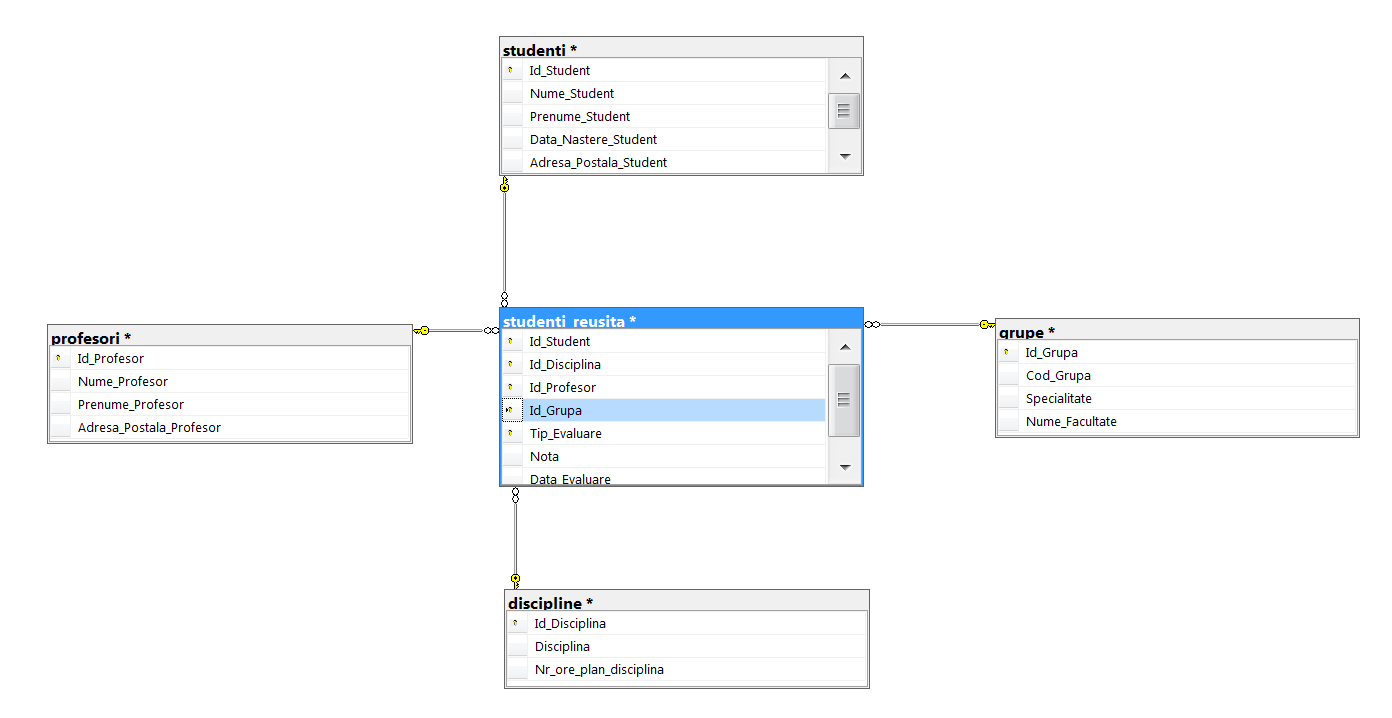 studenti *
Id_Student
Nume_Student
Prenume_Student
Data_Nastere_Student
Adresa_Postala_Student
profesori *
Id_Profesor
Nume_Profesor
Prenume_Profesor
Adresa_Postala_Profesor
studenti_reusita *
Id_Student
Id_Disciplina
Id_Profesor
Id_Grupa
Tip_Evaluare
Nota
Data_Evaluare
grupe *
Id_Grupa
Cod_Grupa
Specialitate
Nume_Facultate
discipline *
Id_Disciplina
Disciplina
Nr_ore_plan_disciplina